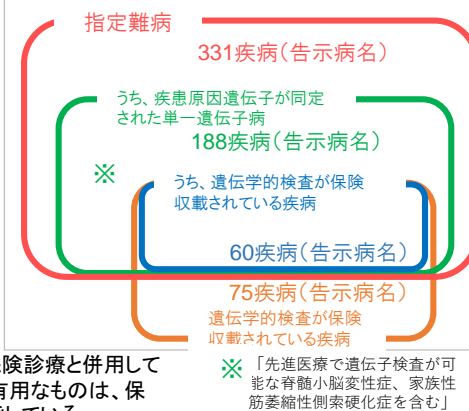 指定難病
331疾病(告示病名)
うち、疾患原因遺伝子が同定
された単一遺伝子病
188疾病(告示病名)
※
うち、遺伝学的検査が保険
収載されている疾病
60疾病(告示病名)
75疾病(告示病名)
遺伝学的検査が保険
収載されている疾病
険診療と併用して
有用なものは、保
※ 「先進医療で遺伝子検査が可
能な脊髄小脳変性症、家族性
筋萎縮性側索硬化症を含む」